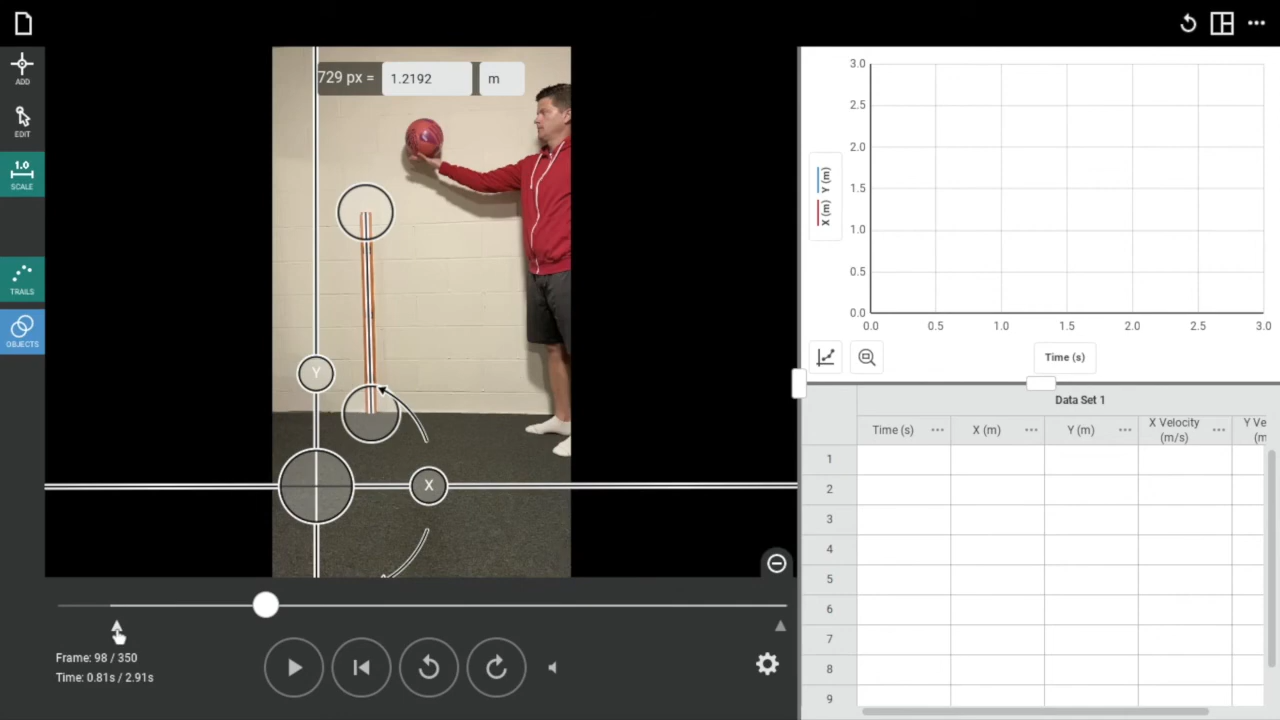 ADD
EDIT
1.0
SCALE
TRAILS
OBJECTS
729 px = 1.2192 m
Y
X
Frame: 98 / 350
Time: 0.81s / 2.91s
3.0
2.5
2.0
1.5
1.0
0.5
0.0
X (m) Y (m)
0.0 0.5 1.0 1.5 2.0 2.5 3.0
Time (s)
Data Set 1
Time (s) X (m) Y (m) X Velocity (m/s) Y Ve (m
1
2
3
4
5
6
7
8
9